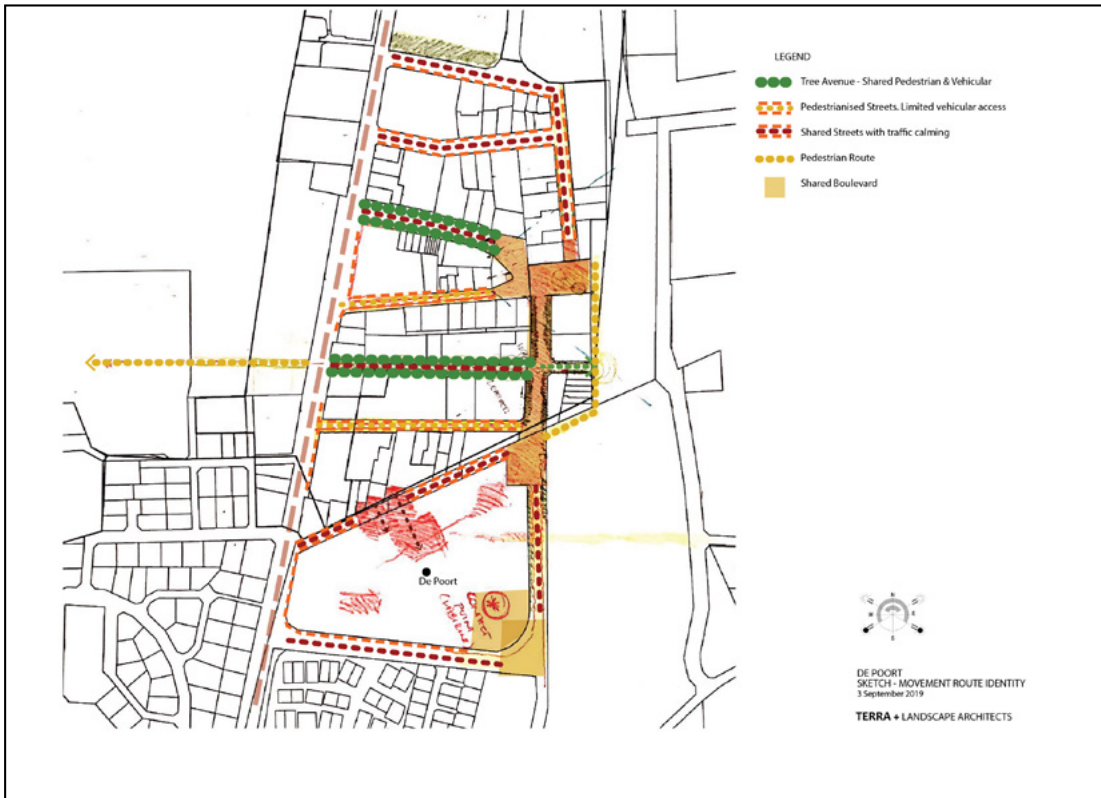 LEGEND
Tree Avenue - Shared Pedestrian & Vehicular
Pedestrianised Streets. Limited vehicular access
Shared Streets with traffic calming
Pedestrian Route
Shared Boulevard
De Poort
N
W
E
S
DE POORT
SKETCH - MOVEMENT ROUTE IDENTITY
3 September 2019
TERRA + LANDSCAPE ARCHITECTS